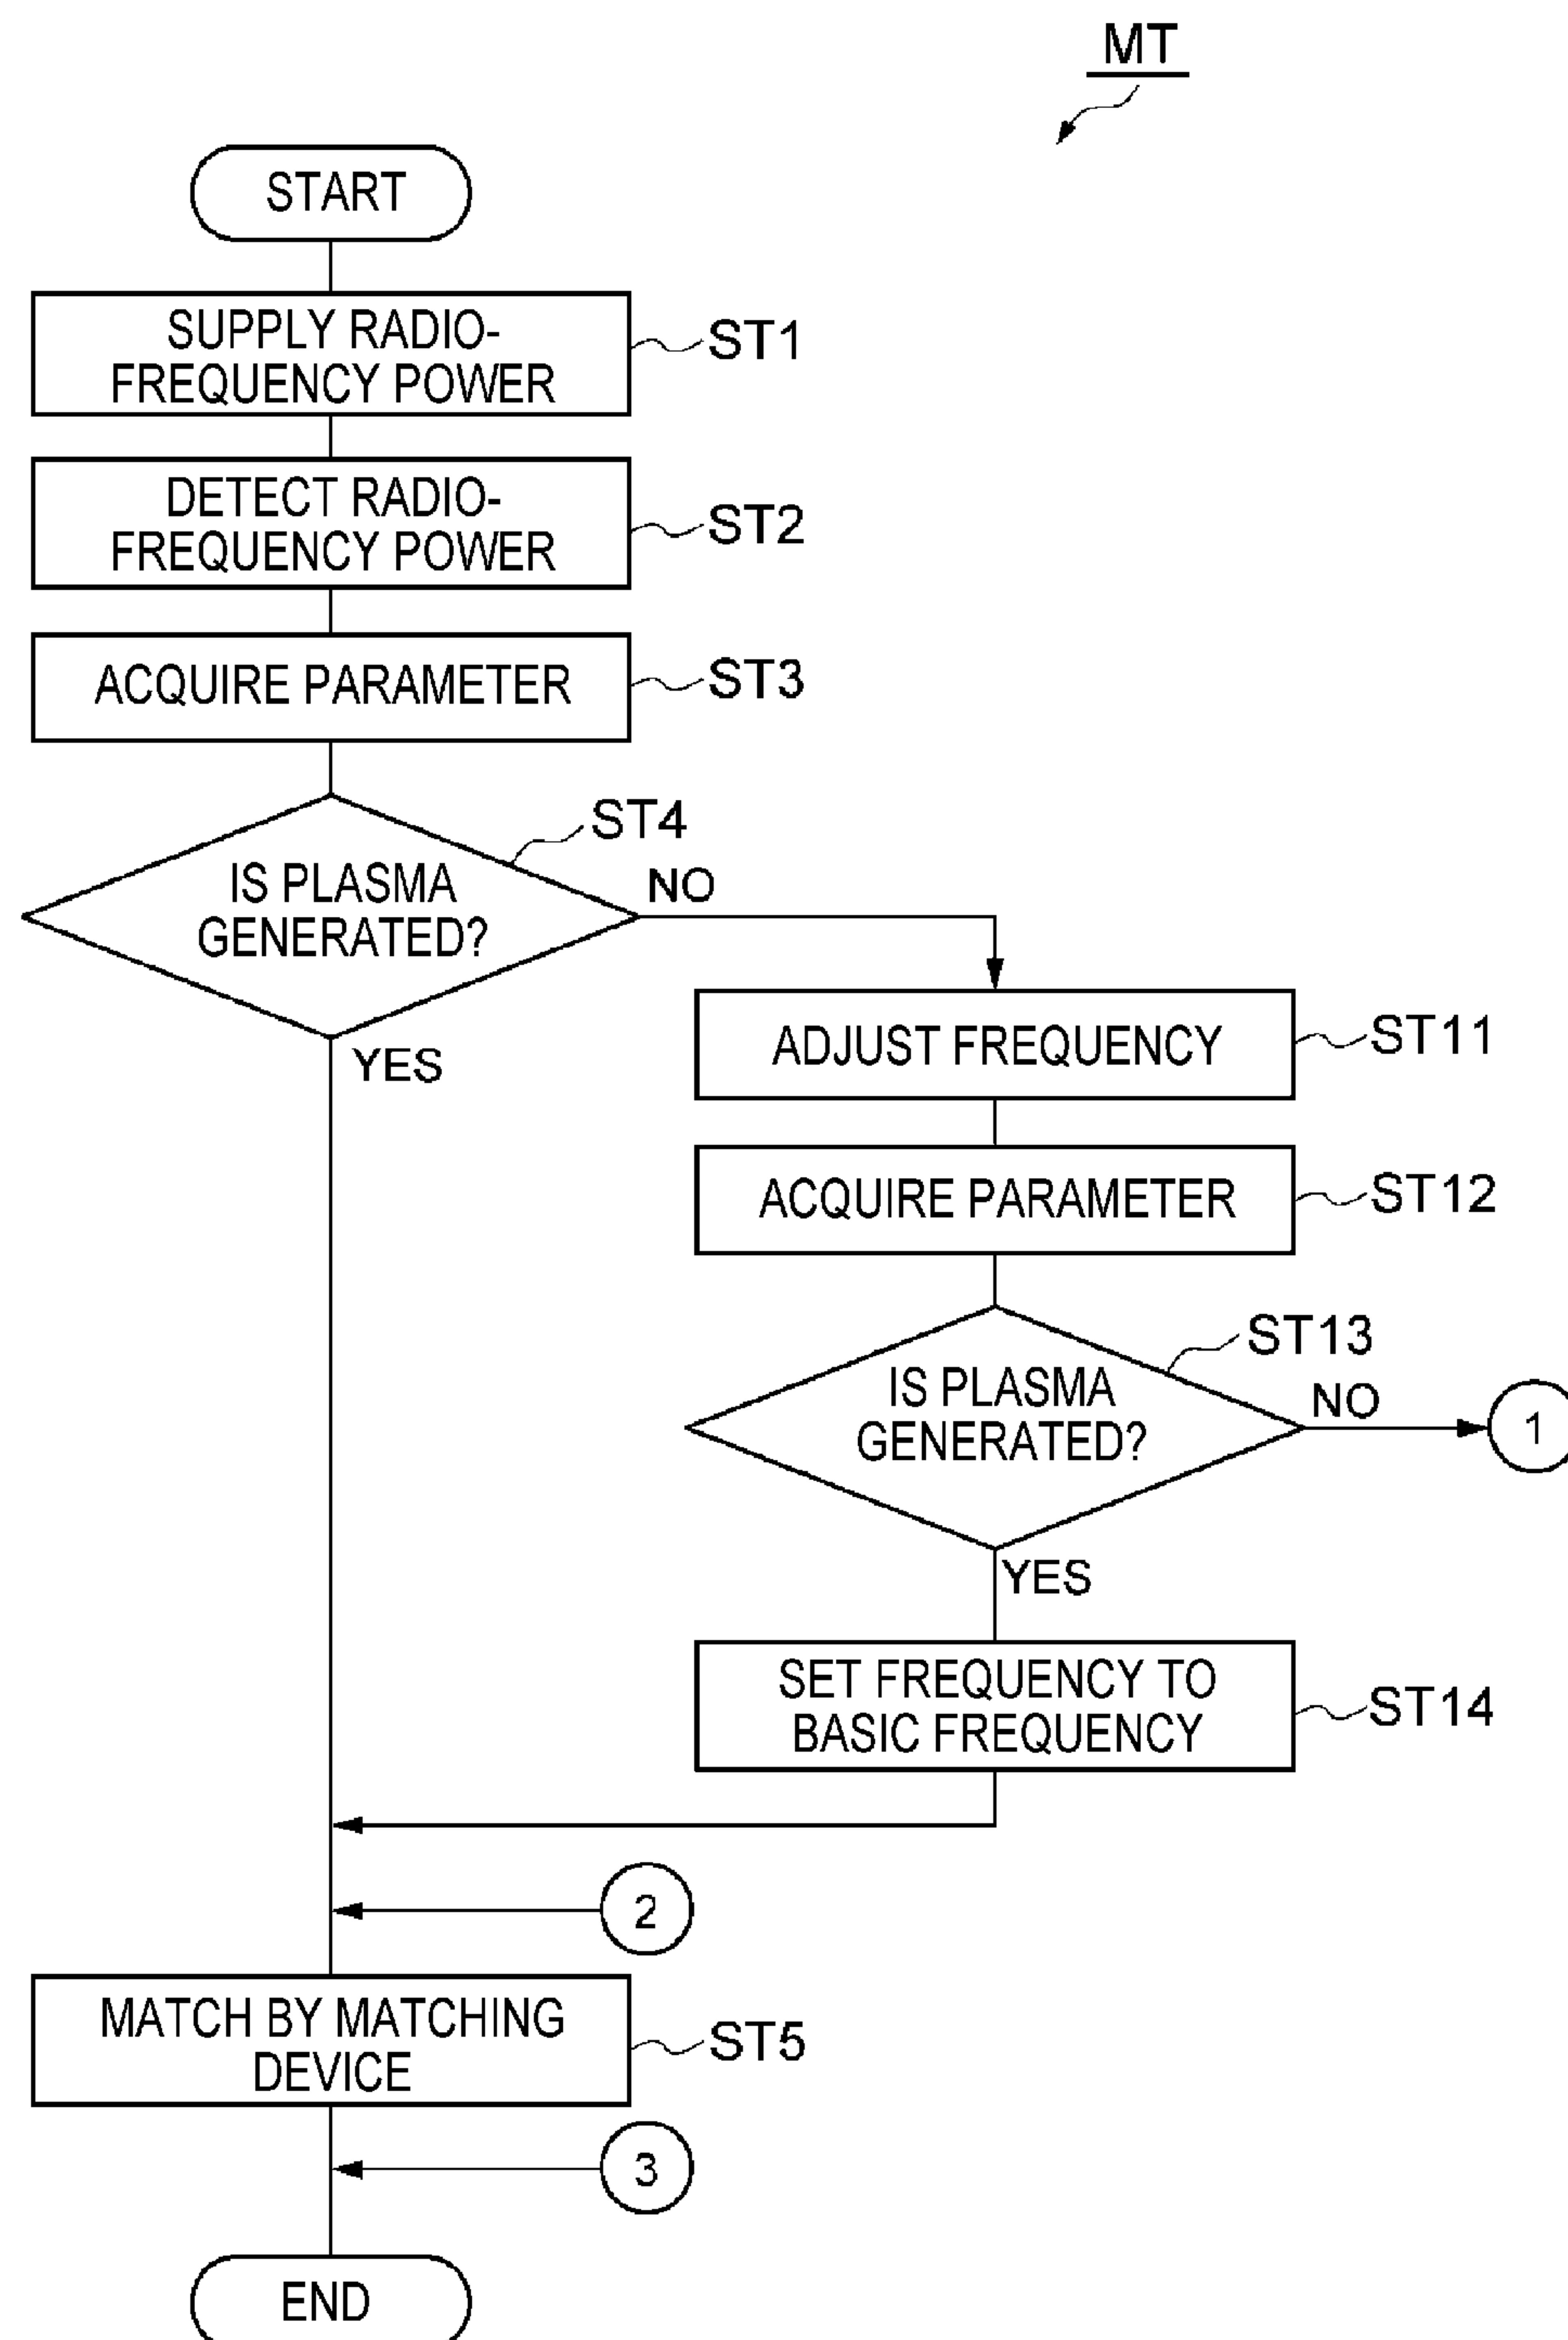 MT
START
SUPPLY RADIO-
FREQUENCY POWER
ST1
DETECT RADIO-
FREQUENCY POWER
ST2
ACQUIRE PARAMETER
ST3
ST4
IS PLASMA
GENERATED?
NO
YES
ADJUST FREQUENCY
ST11
ACQUIRE PARAMETER
ST12
ST13
IS PLASMA
GENERATED?
NO
1
YES
SET FREQUENCY TO
BASIC FREQUENCY
ST14
2
MATCH BY MATCHING
DEVICE
ST5
3
END